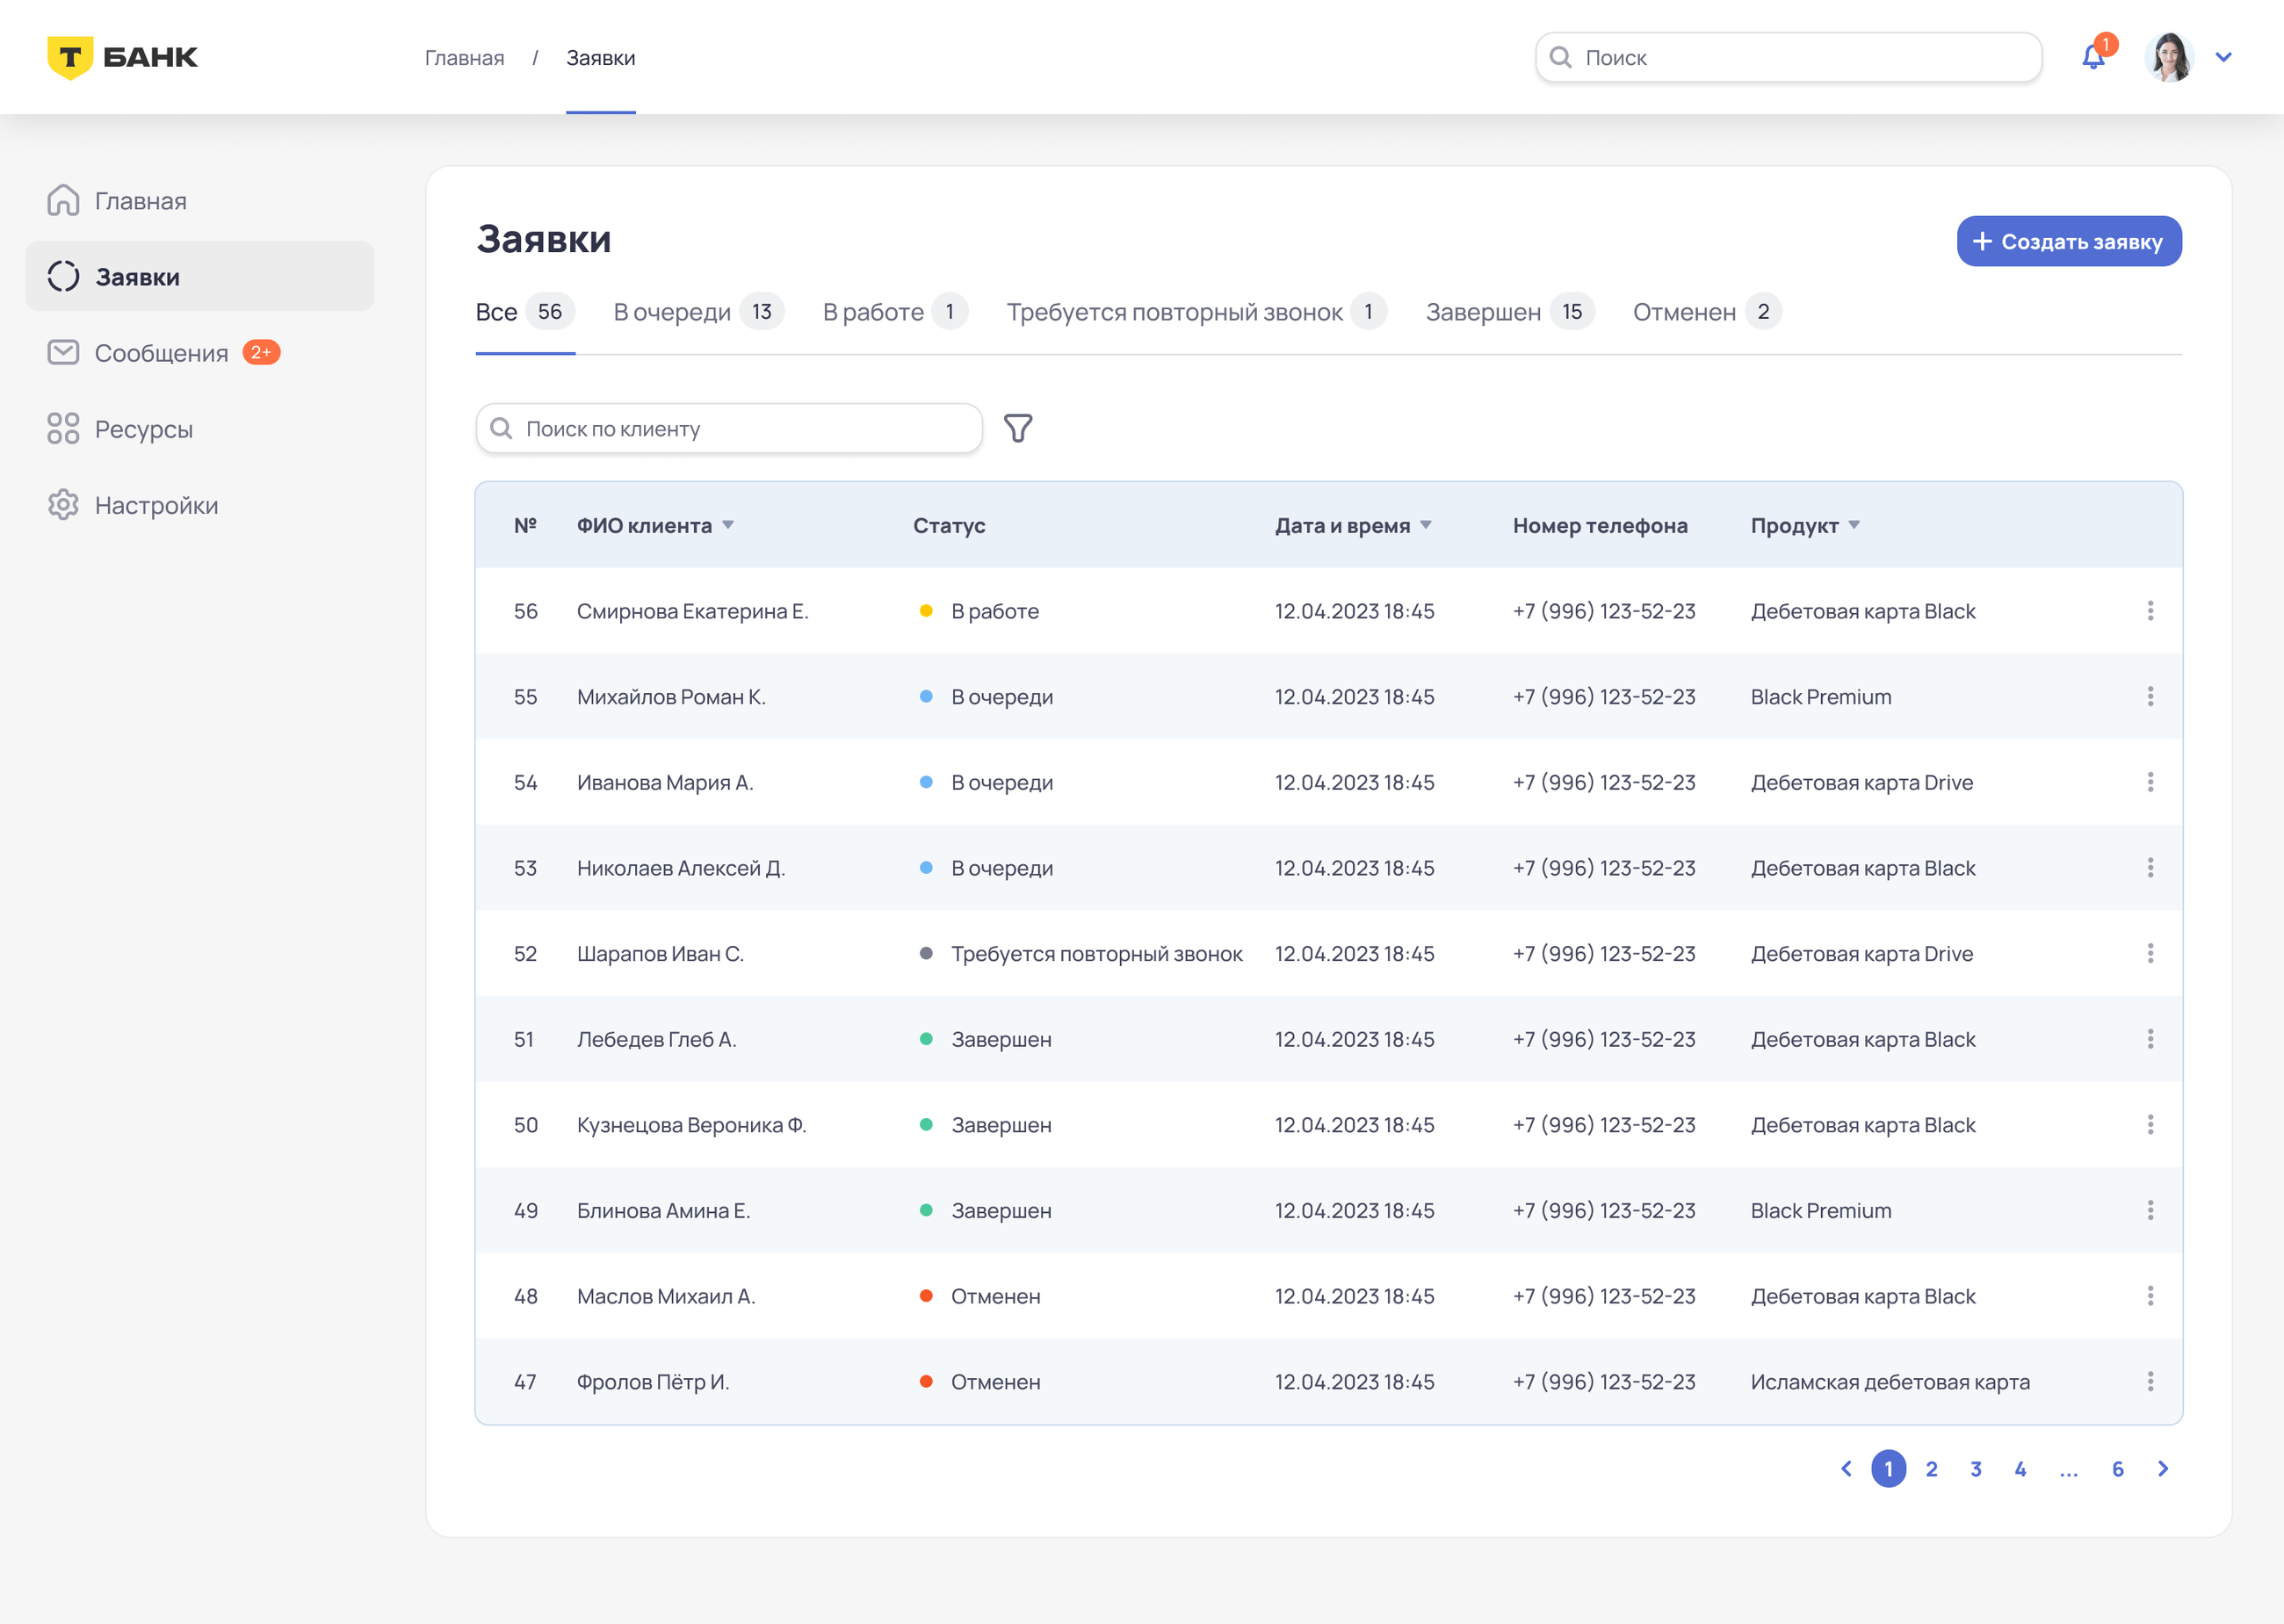 Т БАНК
Главная / Заявки
Поиск
1
Главная
Заявки
Сообщения 2+
Ресурсы
Настройки
Заявки
+ Создать заявку
Все 56 В очереди 13 В работе 1 Требуется повторный звонок 1 Завершен 15 Отменен 2
Поиск по клиенту
№ ФИО клиента Статус Дата и время Номер телефона Продукт
56 Смирнова Екатерина Е. В работе 12.04.2023 18:45 +7 (996) 123-52-23 Дебетовая карта Black
55 Михайлов Роман К. В очереди 12.04.2023 18:45 +7 (996) 123-52-23 Black Premium
54 Иванова Мария А. В очереди 12.04.2023 18:45 +7 (996) 123-52-23 Дебетовая карта Drive
53 Николаев Алексей Д. В очереди 12.04.2023 18:45 +7 (996) 123-52-23 Дебетовая карта Black
52 Шарапов Иван С. Требуется повторный звонок 12.04.2023 18:45 +7 (996) 123-52-23 Дебетовая карта Drive
51 Лебедев Глеб А. Завершен 12.04.2023 18:45 +7 (996) 123-52-23 Дебетовая карта Black
50 Кузнецова Вероника Ф. Завершен 12.04.2023 18:45 +7 (996) 123-52-23 Дебетовая карта Black
49 Блинова Амина Е. Завершен 12.04.2023 18:45 +7 (996) 123-52-23 Black Premium
48 Маслов Михаил А. Отменен 12.04.2023 18:45 +7 (996) 123-52-23 Дебетовая карта Black
47 Фролов Пётр И. Отменен 12.04.2023 18:45 +7 (996) 123-52-23 Исламская дебетовая карта
1 2 3 4 ... 6